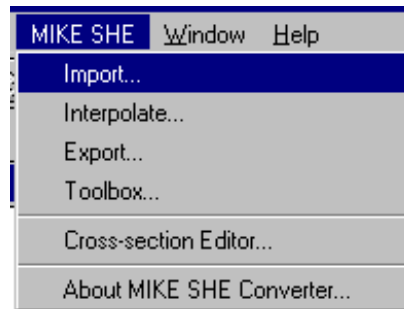 MIKE SHE Window Help
Import...
Interpolate...
Export...
Toolbox...
Cross-section Editor...
About MIKE SHE Converter...